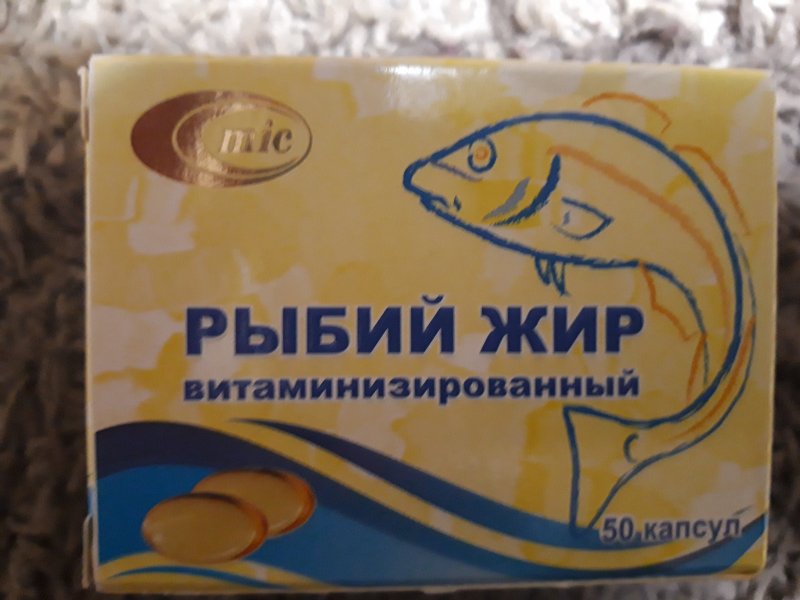 mic
РЫБИЙ ЖИР
витаминизированный
50 капсул